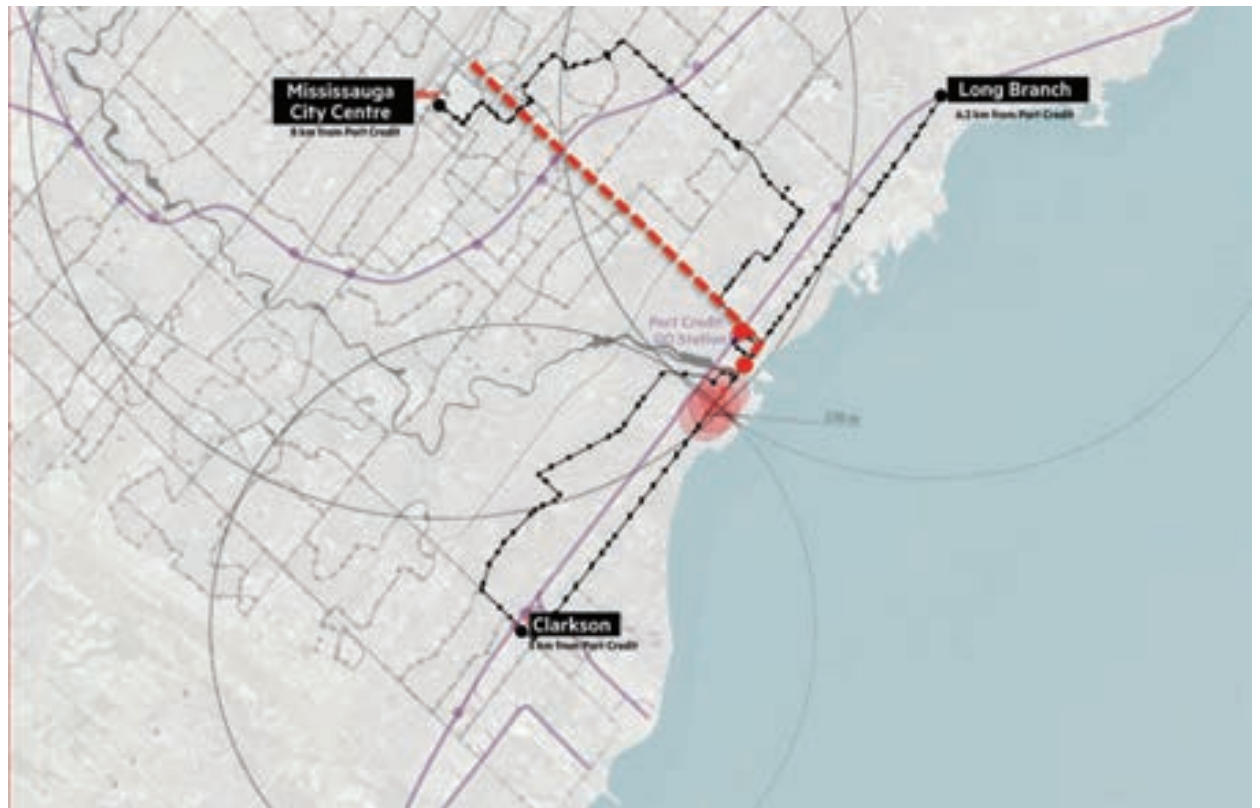 Mississauga
City Centre
8 km from Port Credit
Long Branch
6.2 km from Port Credit
Port Credit
GO Station
Clarkson
km from Port Credit